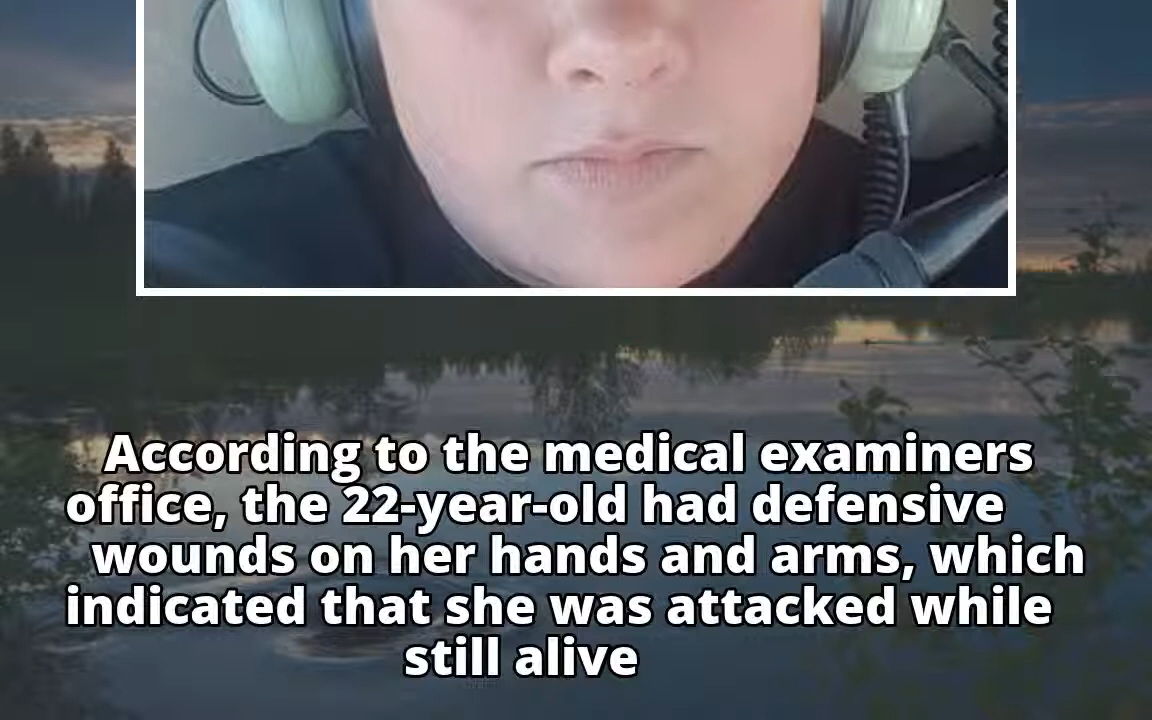 According to the medical examiners
office, the 22-year-old had defensive
wounds on her hands and arms, which
indicated that she was attacked while
still alive